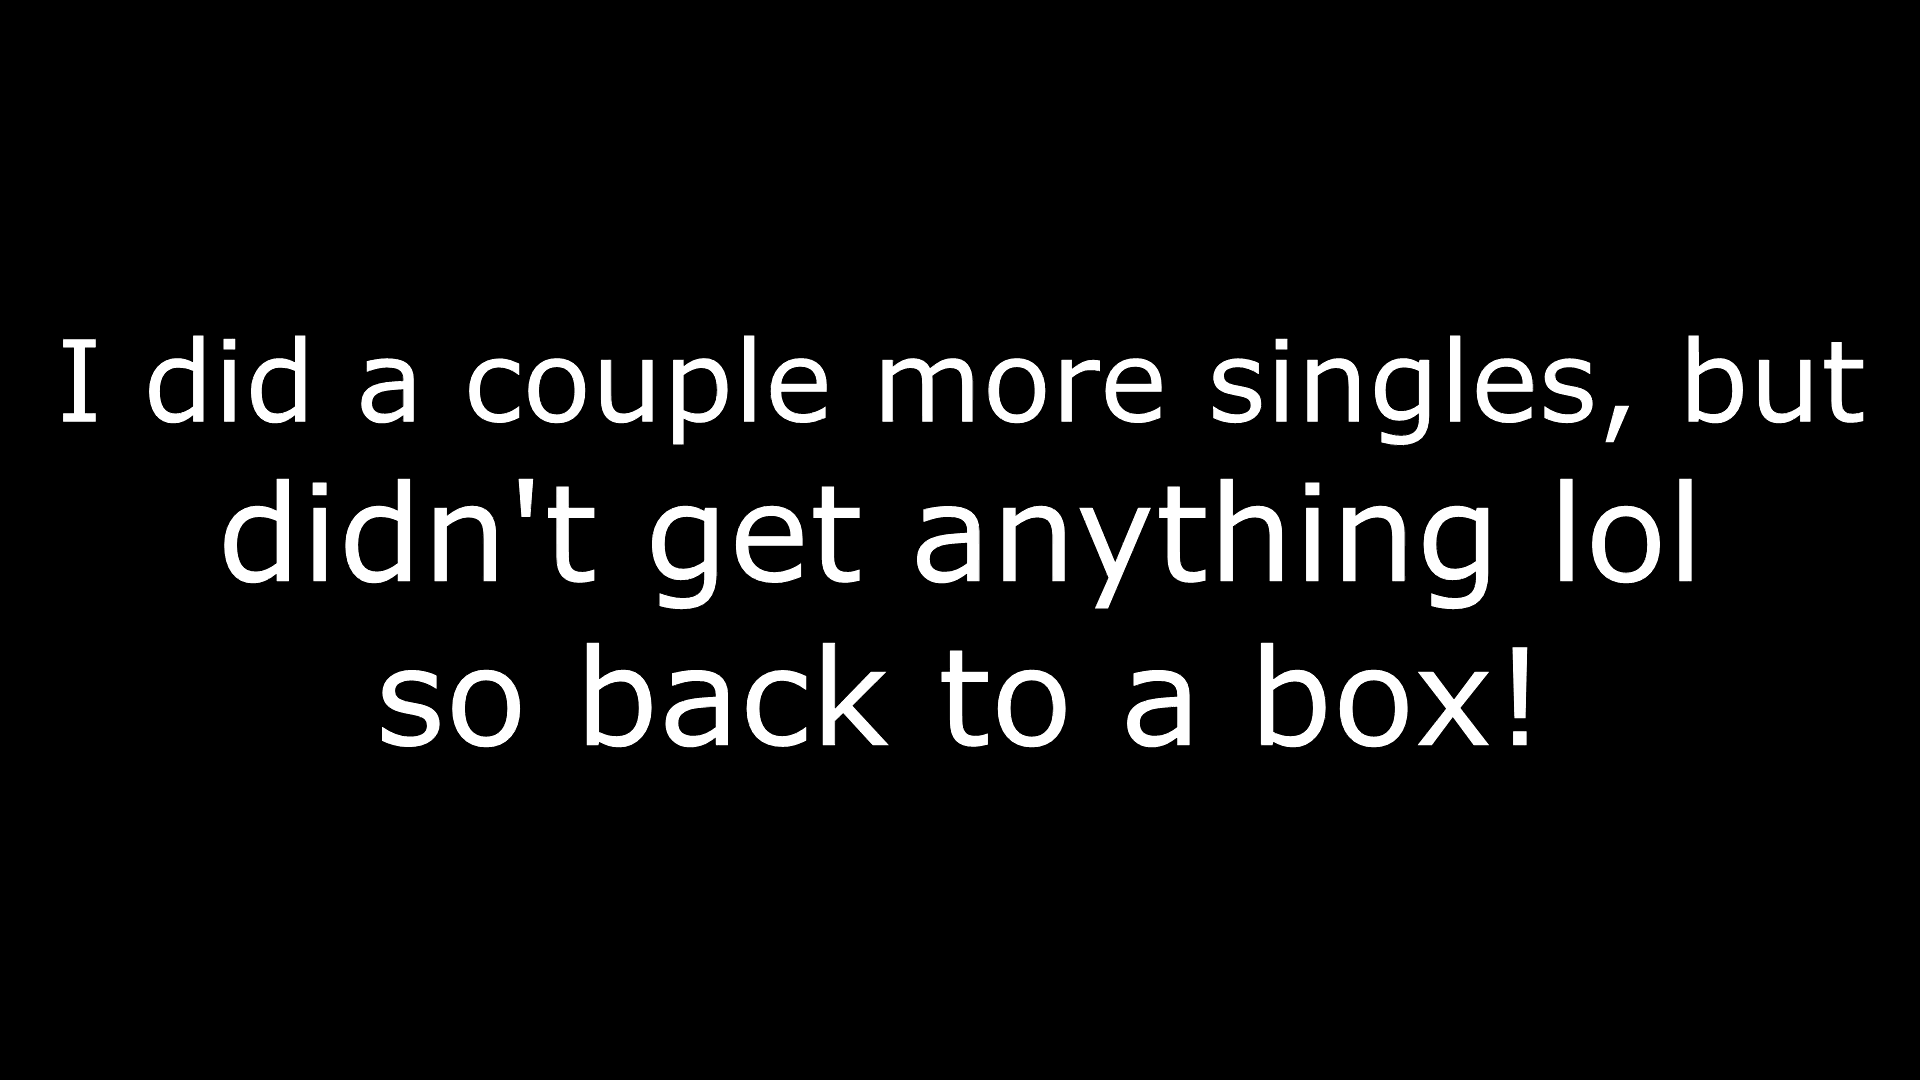 I did a couple more singles, but
didn't get anything lol
so back to a box!